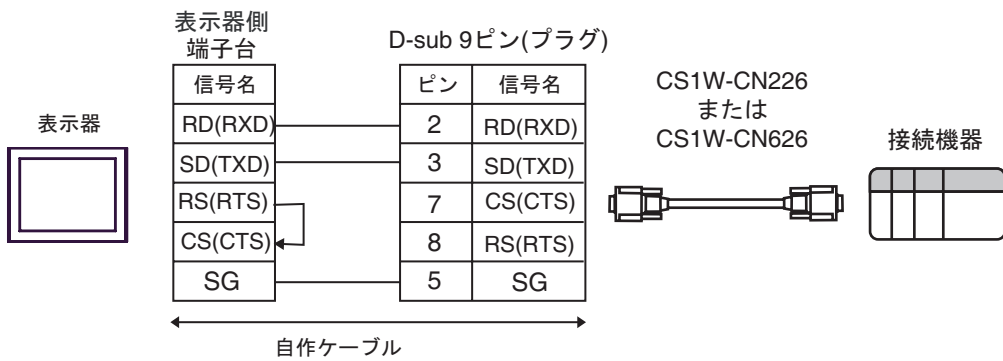 表示器側
端子台
D-sub 9ピン(プラグ)
信号名
ピン
信号名
RD(RXD)
2
RD(RXD)
SD(TXD)
3
SD(TXD)
RS(RTS)
7
CS(CTS)
CS(CTS)
8
RS(RTS)
SG
5
SG
表示器
CS1W-CN226
または
CS1W-CN626
接続機器
自作ケーブル